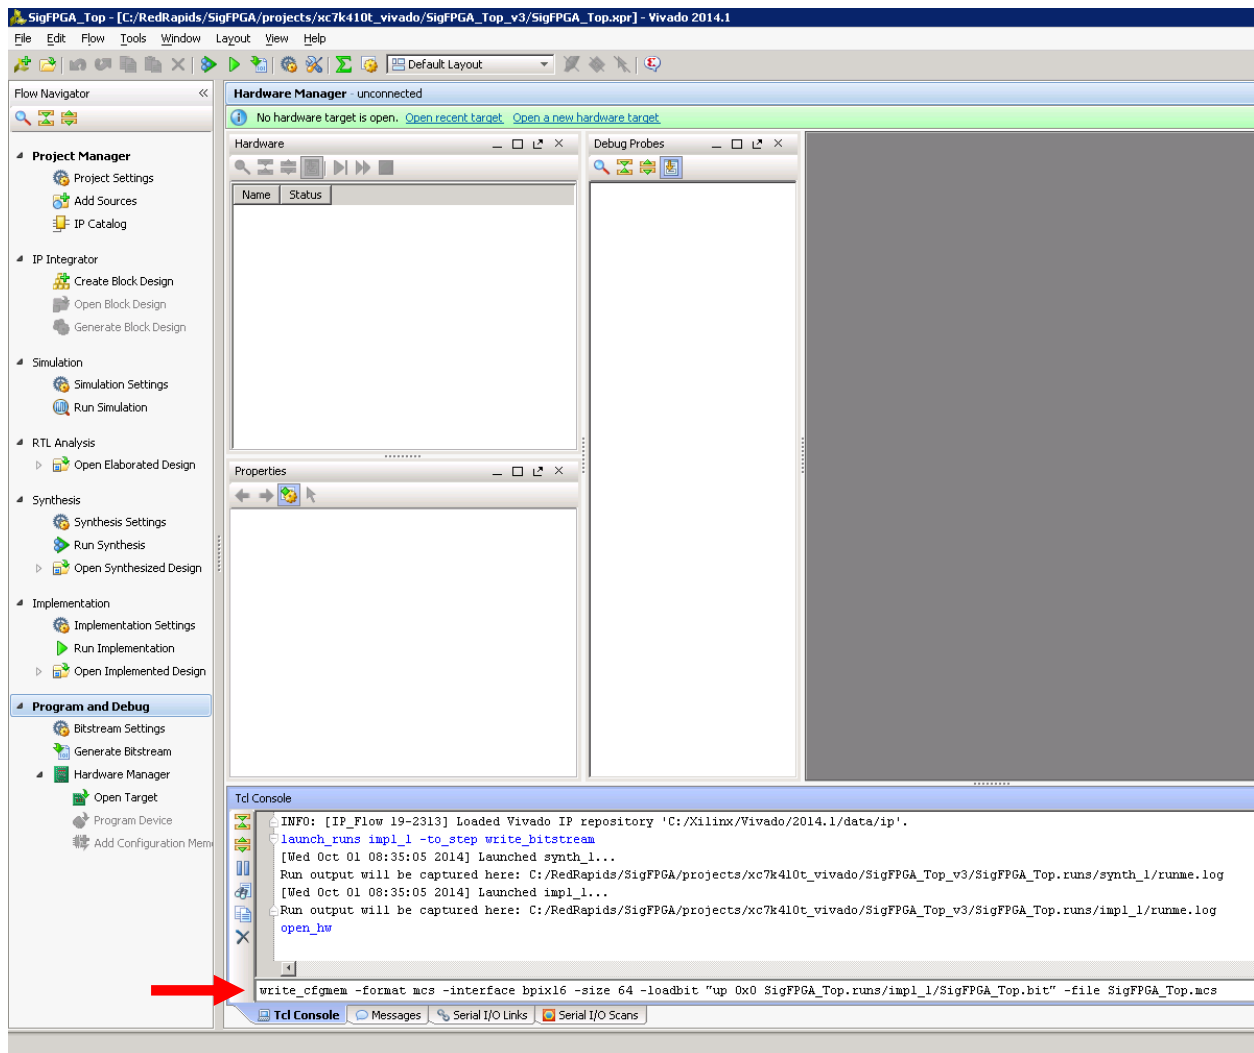 SigFPGA_Top - [C:/RedRapids/SigFPGA/projects/xc7k410t_vivado/SigFPGA_Top_v3/SigFPGA_Top.xpr] - Vivado 2014.1
File Edit Flow Tools Window Layout View Help
Default Layout
Flow Navigator
Project Manager
Project Settings
Add Sources
IP Catalog
IP Integrator
Create Block Design
Open Block Design
Generate Block Design
Simulation
Simulation Settings
Run Simulation
RTL Analysis
Open Elaborated Design
Synthesis
Synthesis Settings
Run Synthesis
Open Synthesized Design
Implementation
Implementation Settings
Run Implementation
Open Implemented Design
Program and Debug
Bitstream Settings
Generate Bitstream
Hardware Manager
Open Target
Program Device
Add Configuration Mem
Hardware Manager - unconnected
No hardware target is open. Open recent target Open a new hardware target
Hardware
Name Status
Properties
Debug Probes
Tcl Console
INFO: [IP_Flow 19-2313] Loaded Vivado IP repository 'C:/Xilinx/Vivado/2014.1/data/ip'.
launch_runs impl_1 -to_step write_bitstream
[Wed Oct 01 08:35:05 2014] Launched synth_1...
Run output will be captured here: C:/RedRapids/SigFPGA/projects/xc7k410t_vivado/SigFPGA_Top_v3/SigFPGA_Top.runs/synth_1/runme.log
[Wed Oct 01 08:35:05 2014] Launched impl_1...
Run output will be captured here: C:/RedRapids/SigFPGA/projects/xc7k410t_vivado/SigFPGA_Top_v3/SigFPGA_Top.runs/impl_1/runme.log
open_hw
write_cfgmem -format mcs -interface bpix16 -size 64 -loadbit "up 0x0 SigFPGA_Top.runs/impl_1/SigFPGA_Top.bit" -file SigFPGA_Top.mcs
Tcl Console Messages Serial I/O Links Serial I/O Scans